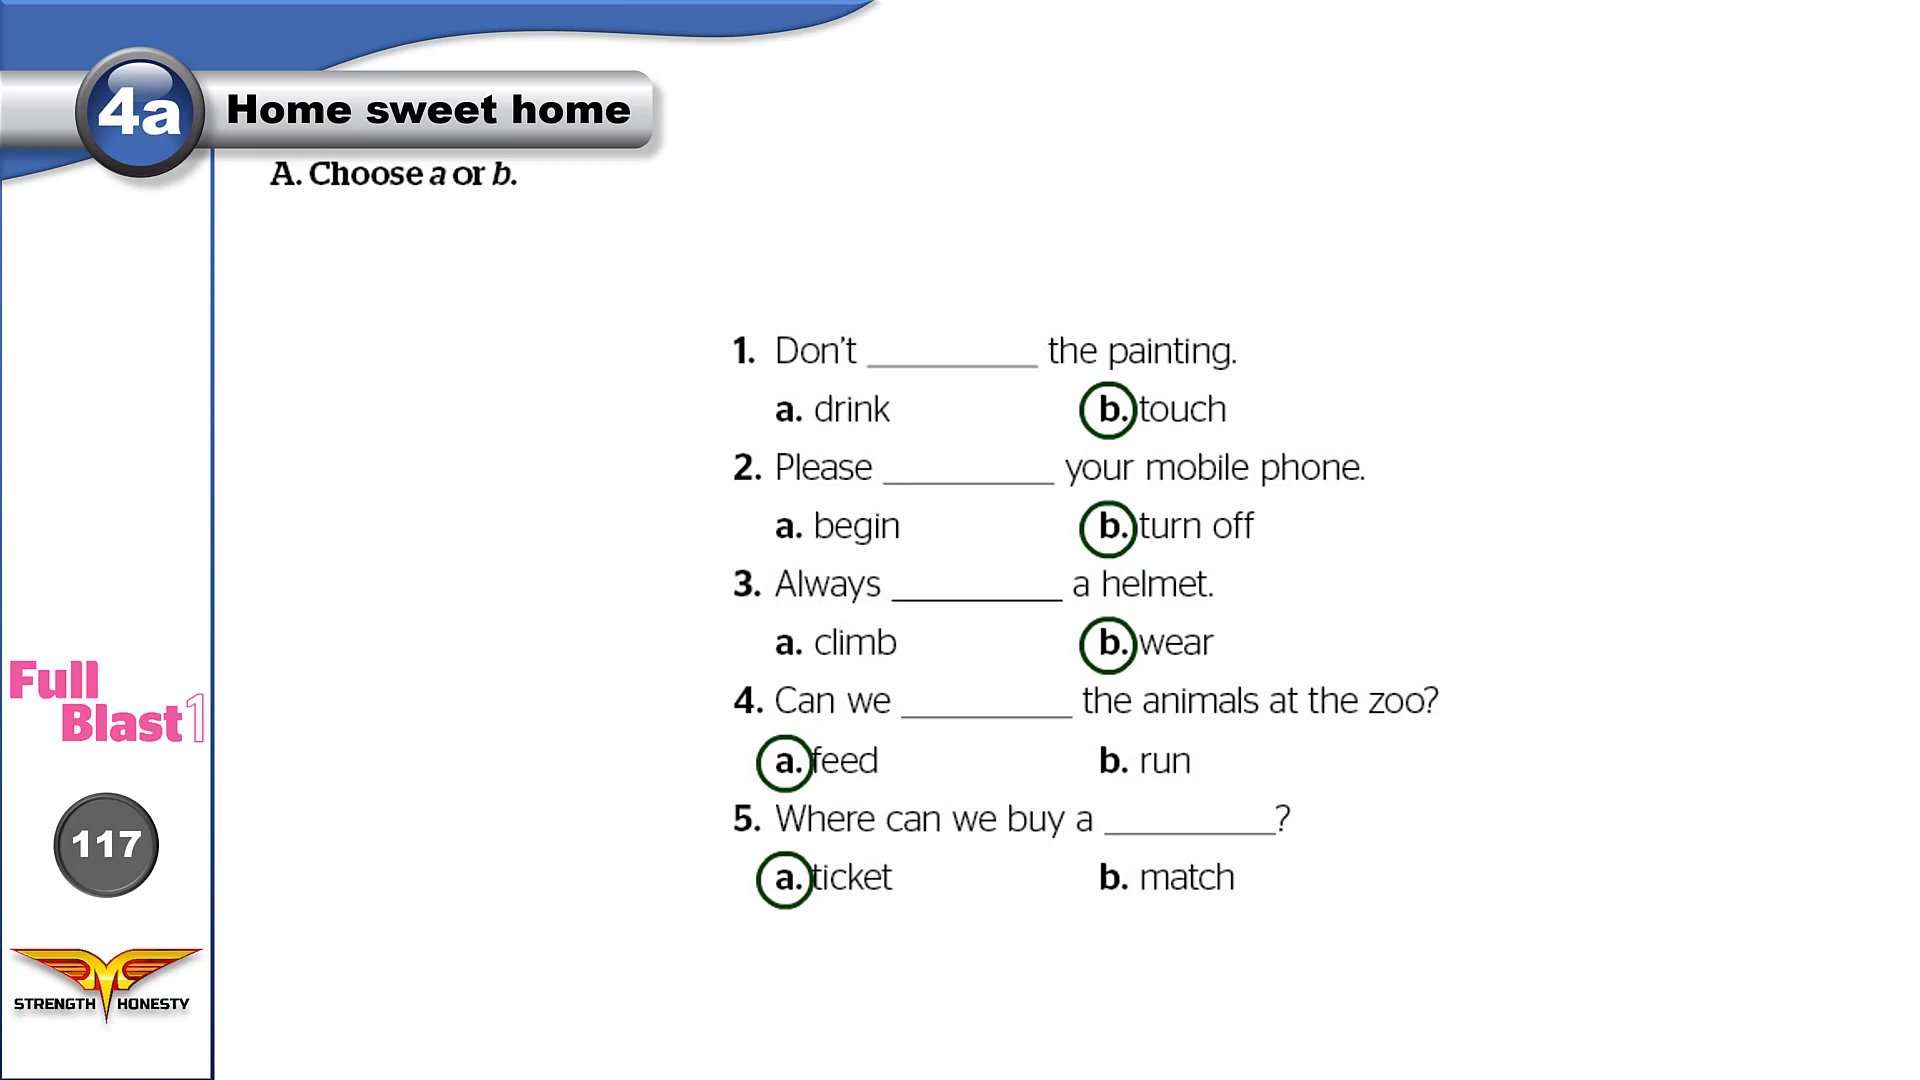 4a Home sweet home
A. Choose a or b.
1. Don't __________ the painting.
a. drink b. touch
2. Please __________ your mobile phone.
a. begin b. turn off
3. Always __________ a helmet.
a. climb b. wear
4. Can we __________ the animals at the zoo?
a. feed b. run
5. Where can we buy a __________?
a. ticket b. match
Full
Blast 1
117
STRENGTH HONESTY